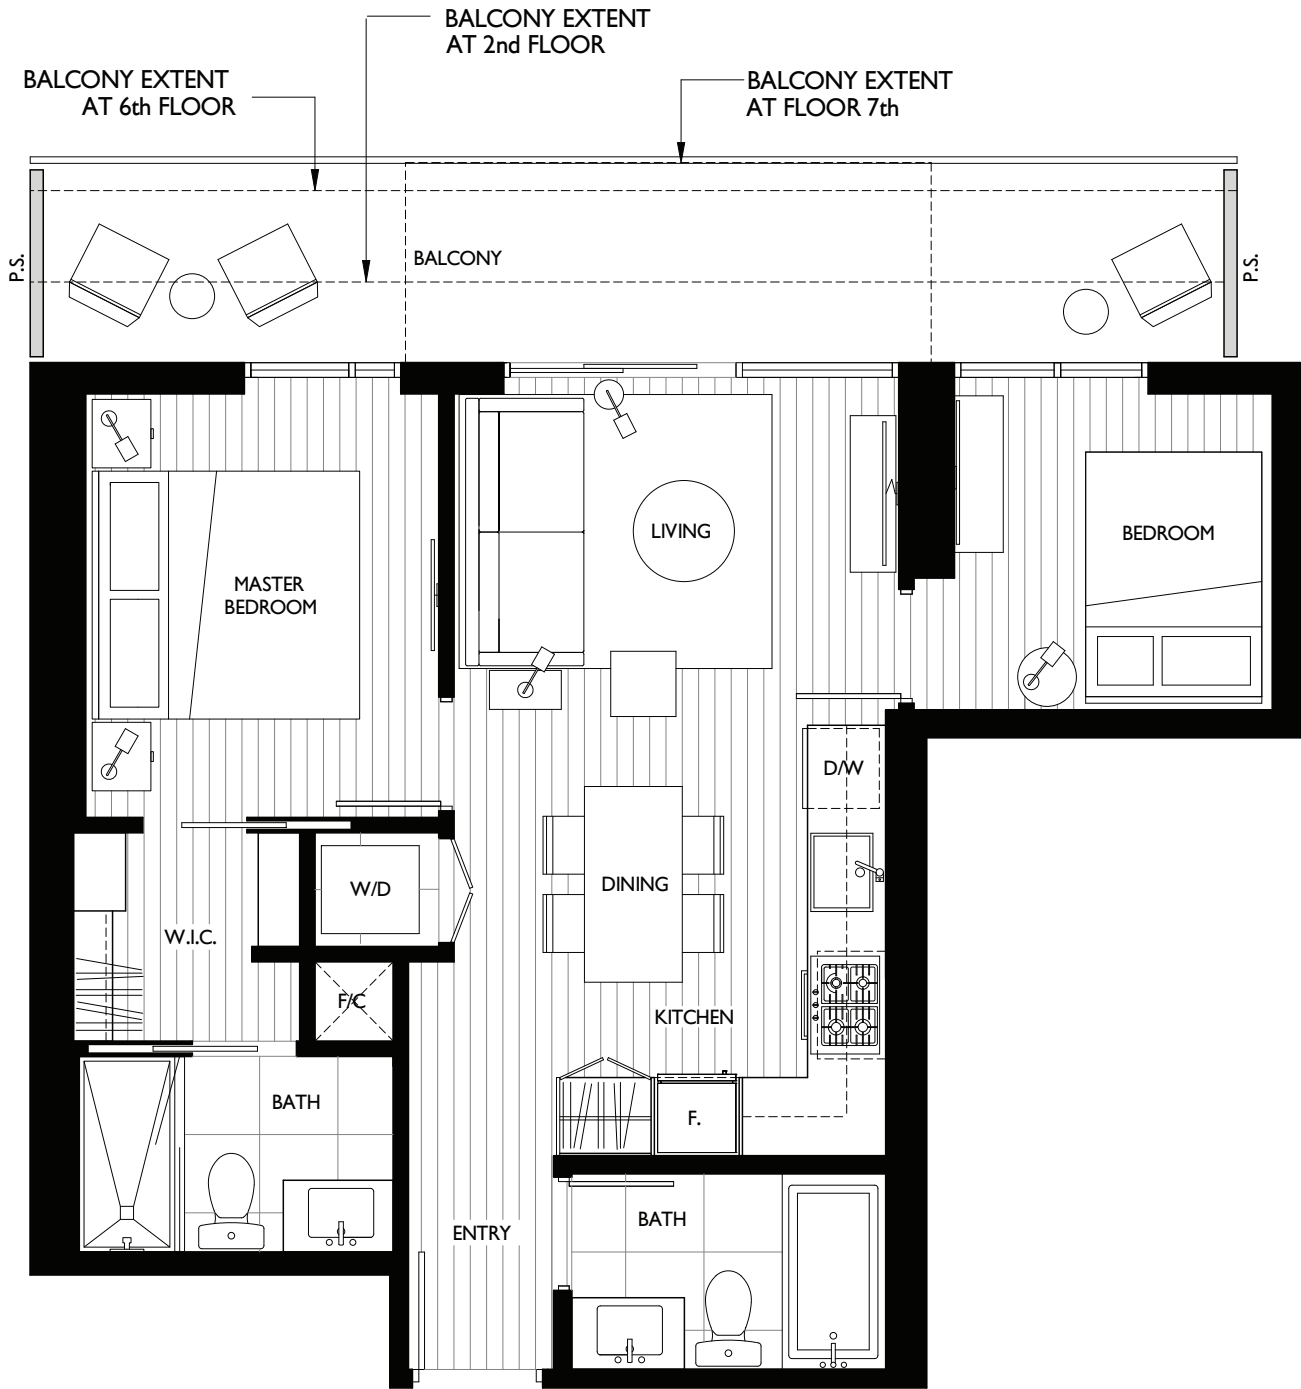 BALCONY EXTENT
AT 2nd FLOOR
BALCONY EXTENT
AT 6th FLOOR
BALCONY EXTENT
AT FLOOR 7th
P.S.
BALCONY
P.S.
LIVING
BEDROOM
MASTER
BEDROOM
D/W
W/D
DINING
W.I.C.
F/C
KITCHEN
BATH
F.
ENTRY
BATH